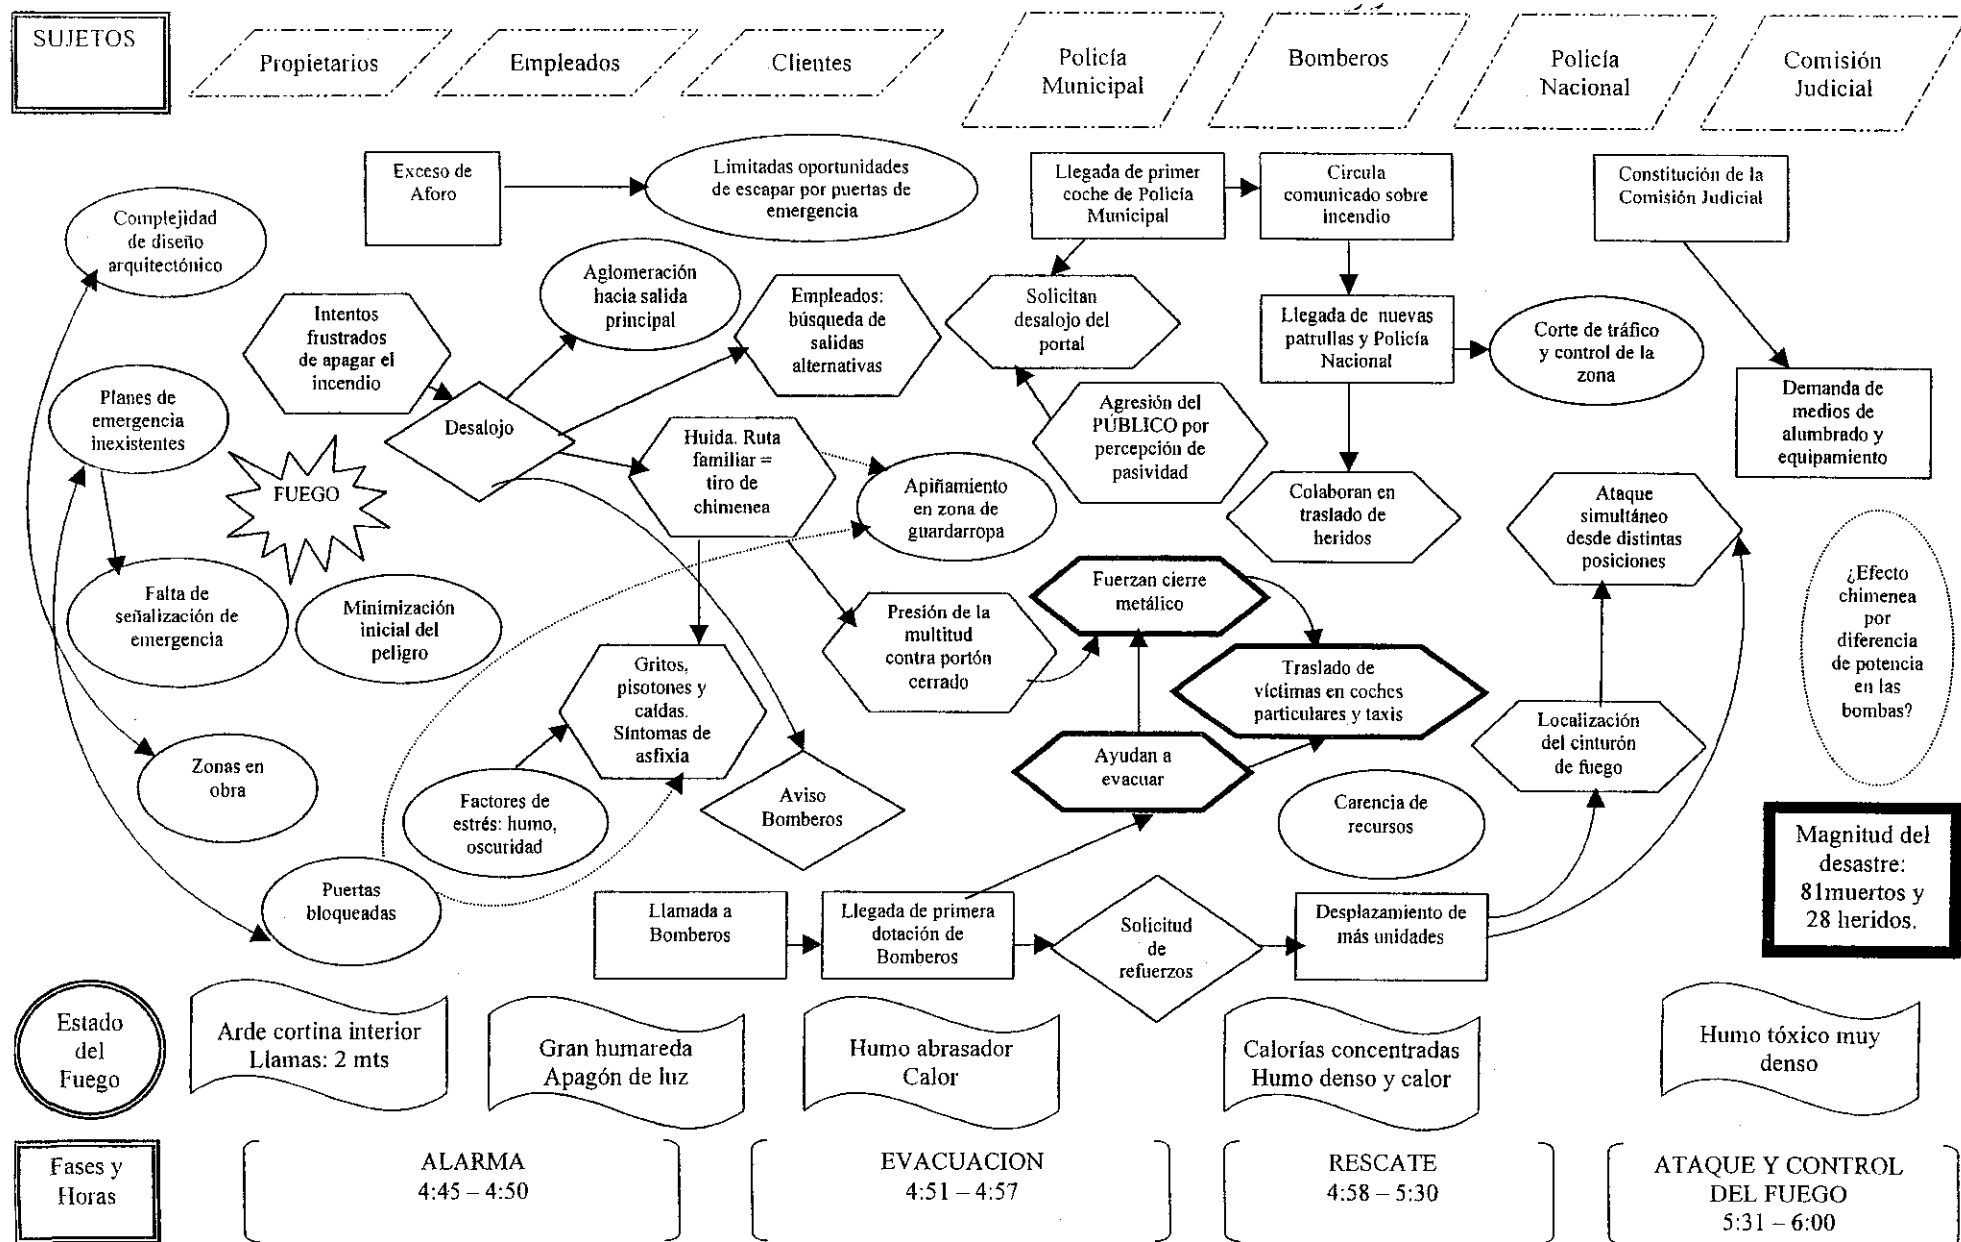 SUJETOS
Propietarios
Empleados
Clientes
Policía
Municipal
Bomberos
Policía
Nacional
Comisión
Judicial
Exceso de
Aforo
Limitadas oportunidades
de escapar por puertas de
emergencia
Llegada de primer
coche de Policía
Municipal
Circula
comunicado sobre
incendio
Constitución de la
Comisión Judicial
Complejidad
de diseño
arquitectónico
Aglomeración
hacia salida
principal
Intentos
frustrados
de apagar el
incendio
Empleados:
búsqueda de
salidas
alternativas
Solicitan
desalojo del
portal
Llegada de nuevas
patrullas y Policía
Nacional
Corte de tráfico
y control de la
zona
Planes de
emergencia
inexistentes
Desalojo
Huida. Ruta
familiar =
tiro de
chimenea
Agresión del
PÚBLICO por
percepción de
pasividad
Demanda de
medios de
alumbrado y
equipamiento
FUEGO
Apiñamiento
en zona de
guardarropa
Colaboran en
traslado de
heridos
Ataque
simultáneo
desde distintas
posiciones
Falta de
señalización de
emergencia
Minimización
inicial del
peligro
Fuerzan cierre
metálico
¿Efecto
chimenea
por
diferencia
de potencia
en las
bombas?
Presión de la
multitud
contra portón
cerrado
Gritos,
pisotones y
caídas.
Síntomas de
asfixia
Traslado de
víctimas en coches
particulares y taxis
Localización
del cinturón
de fuego
Zonas en
obra
Factores de
estrés: humo,
oscuridad
Aviso
Bomberos
Ayudan a
evacuar
Carencia de
recursos
Magnitud del
desastre:
81muertos y
28 heridos.
Puertas
bloqueadas
Llamada a
Bomberos
Llegada de primera
dotación de
Bomberos
Solicitud
de
refuerzos
Desplazamiento de
más unidades
Estado
del
Fuego
Arde cortina interior
Llamas: 2 mts
Gran humareda
Apagón de luz
Humo abrasador
Calor
Calorías concentradas
Humo denso y calor
Humo tóxico muy
denso
Fases y
Horas
ALARMA
4:45 – 4:50
EVACUACION
4:51 – 4:57
RESCATE
4:58 – 5:30
ATAQUE Y CONTROL
DEL FUEGO
5:31 – 6:00